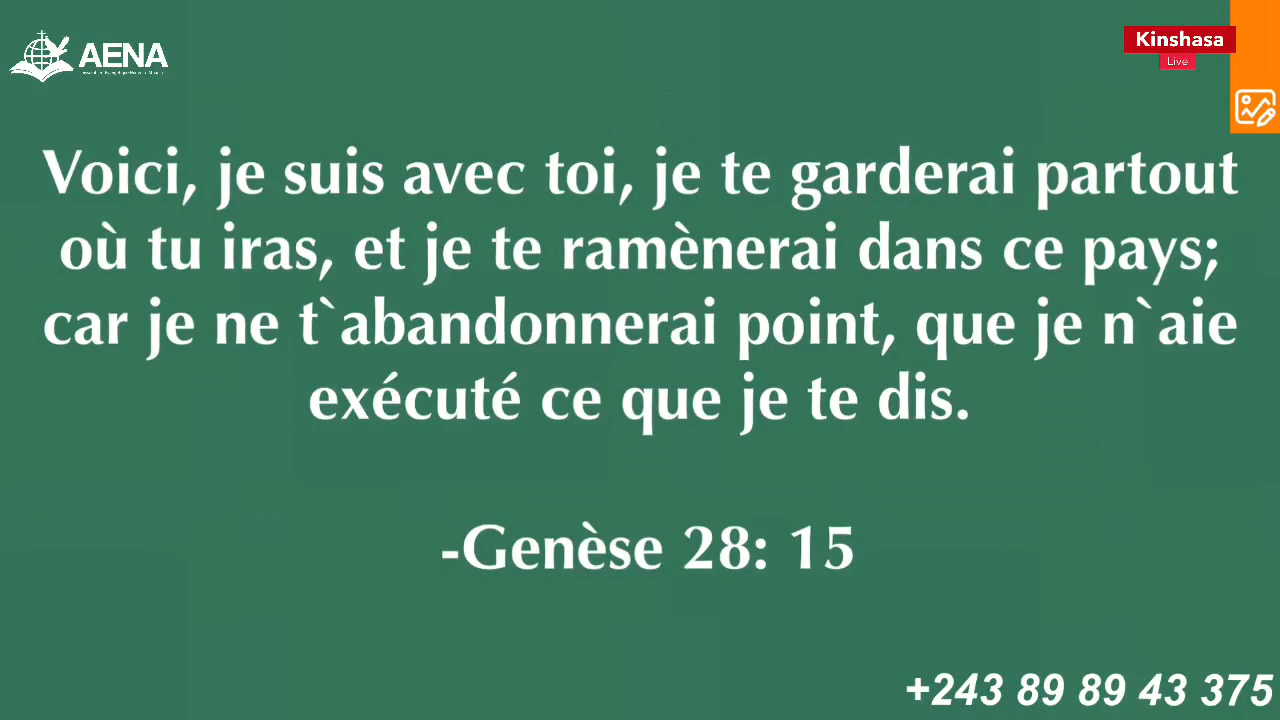 AENA
Kinshasa
Live
Voici, je suis avec toi, je te garderai partout
où tu iras, et je te ramènerai dans ce pays;
car je ne t`abandonnerai point, que je n`aie
exécuté ce que je te dis.
-Genèse 28: 15
+243 89 89 43 375